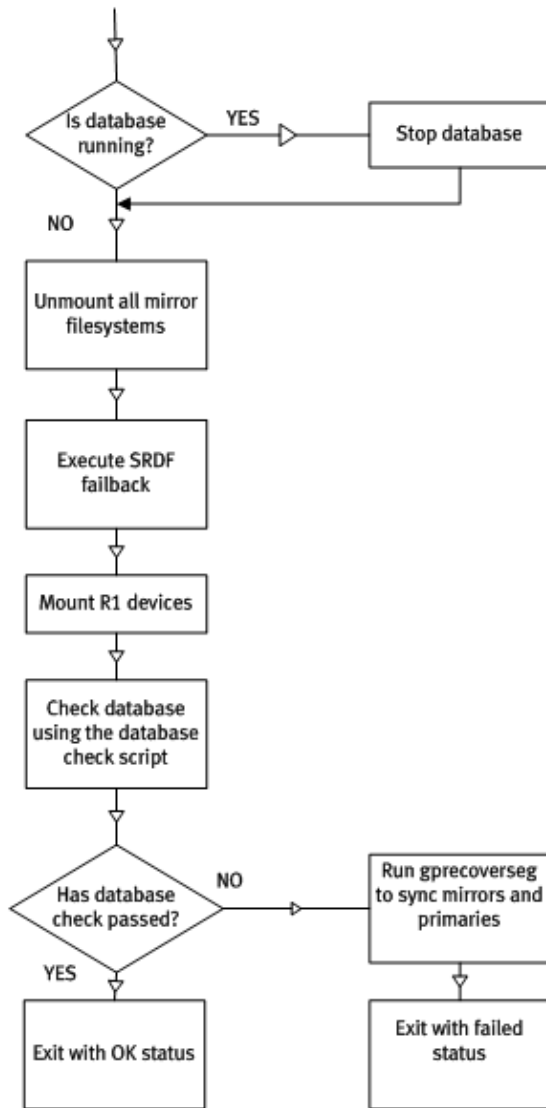 Is database
running?
YES
Stop database
NO
Unmount all mirror
filesystems
Execute SRDF
failback
Mount R1 devices
Check database
using the database
check script
Has database
check passed?
NO
Run gprecoverseg
to sync mirrors and
primaries
YES
Exit with OK status
Exit with failed
status